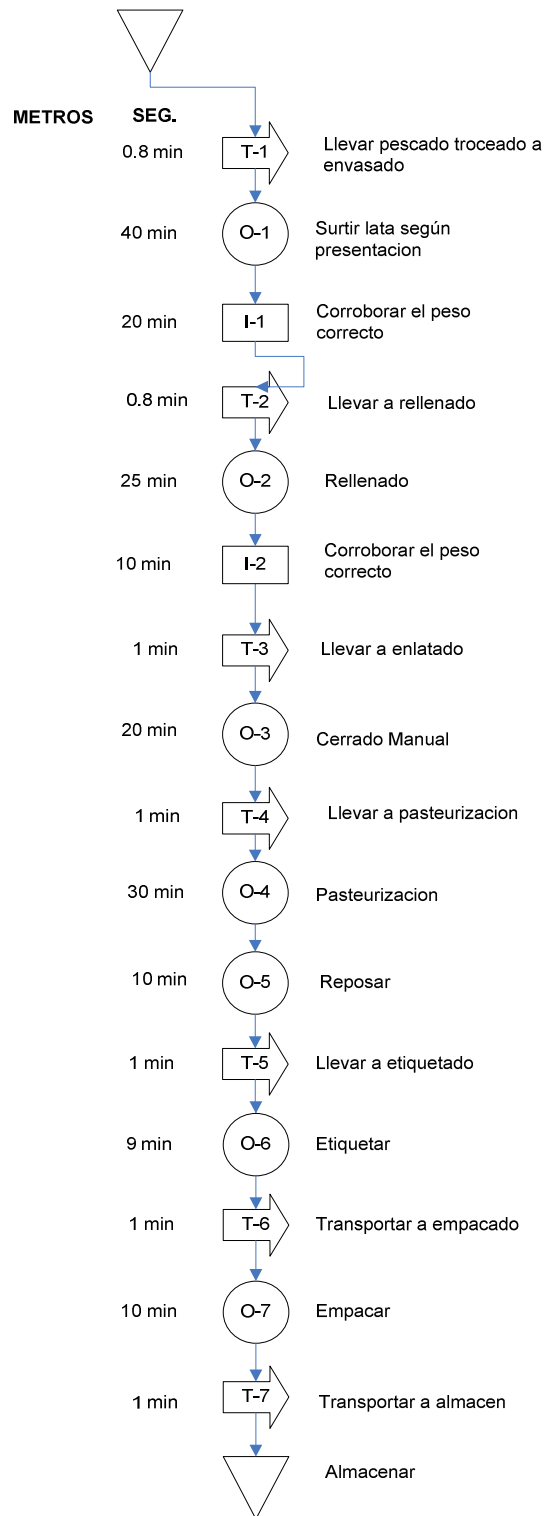 METROS SEG.
0.8 min T-1 Llevar pescado troceado a
envasado
40 min O-1 Surtir lata según
presentacion
20 min I-1 Corroborar el peso
correcto
0.8 min T-2 Llevar a rellenado
25 min O-2 Rellenado
10 min I-2 Corroborar el peso
correcto
1 min T-3 Llevar a enlatado
20 min O-3 Cerrado Manual
1 min T-4 Llevar a pasteurizacion
30 min O-4 Pasteurizacion
10 min O-5 Reposar
1 min T-5 Llevar a etiquetado
9 min O-6 Etiquetar
1 min T-6 Transportar a empacado
10 min O-7 Empacar
1 min T-7 Transportar a almacen
Almacenar